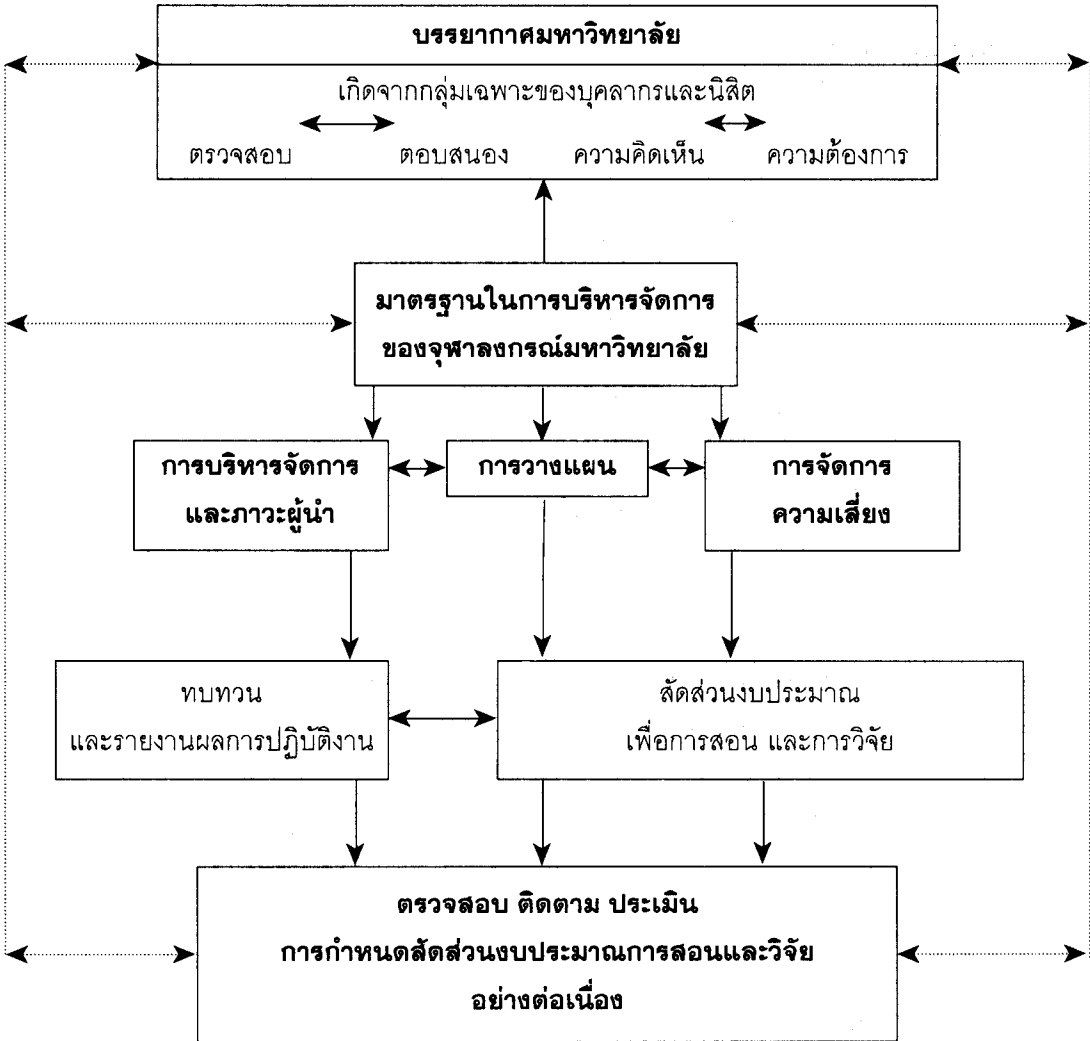 บรรยากาศมหาวิทยาลัย
เกิดจากกลุ่มเฉพาะของบุคลากรและนิสิต
ตรวจสอบ ตอบสนอง ความคิดเห็น ความต้องการ
มาตรฐานในการบริหารจัดการ
ของจุฬาลงกรณ์มหาวิทยาลัย
การบริหารจัดการ
และภาวะผู้นำ
การวางแผน
การจัดการ
ความเสี่ยง
ทบทวน
และรายงานผลการปฏิบัติงาน
สัดส่วนงบประมาณ
เพื่อการสอน และการวิจัย
ตรวจสอบ ติดตาม ประเมิน
การกำหนดสัดส่วนงบประมาณการสอนและวิจัย
อย่างต่อเนื่อง